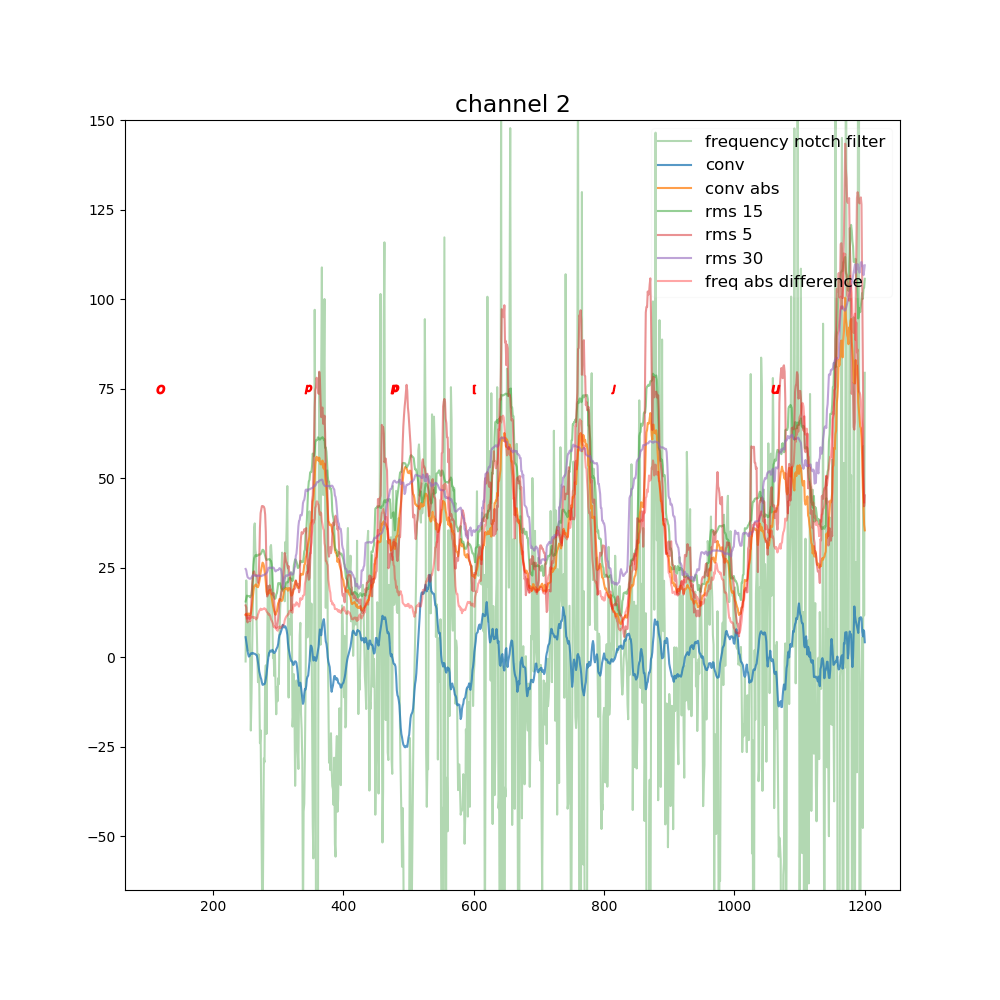 channel 2
150
125
100
75
50
25
0
−25
−50
200
400
600
800
1000
1200
frequency notch filter
conv
conv abs
rms 15
rms 5
rms 30
freq abs difference
o
p
p
u